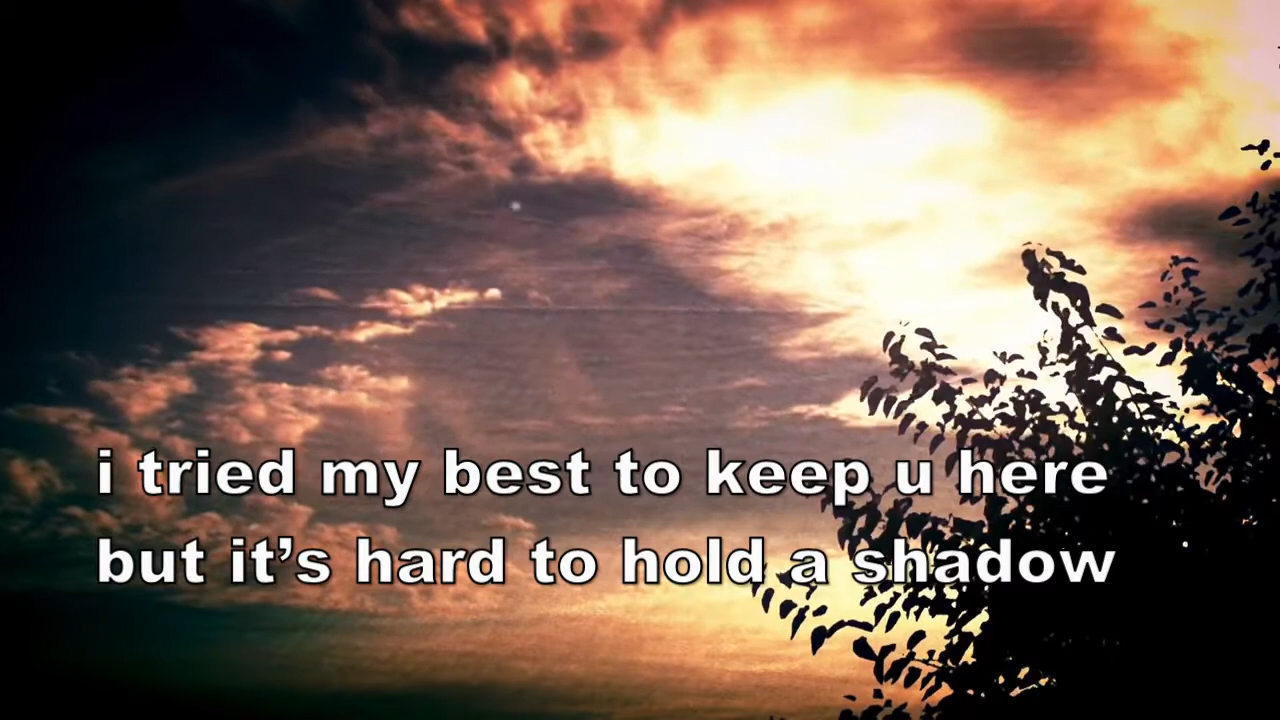 i tried my best to keep u here
but it’s hard to hold a shadow